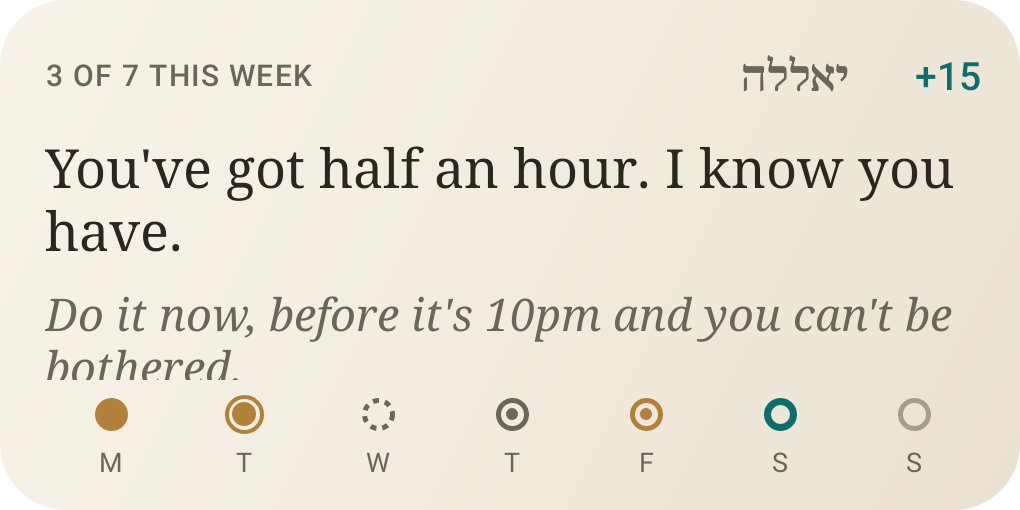 3 OF 7 THIS WEEK יאללה +15
You've got half an hour. I know you
have.
Do it now, before it's 10pm and you can't be
bothered.
M T W T F S S